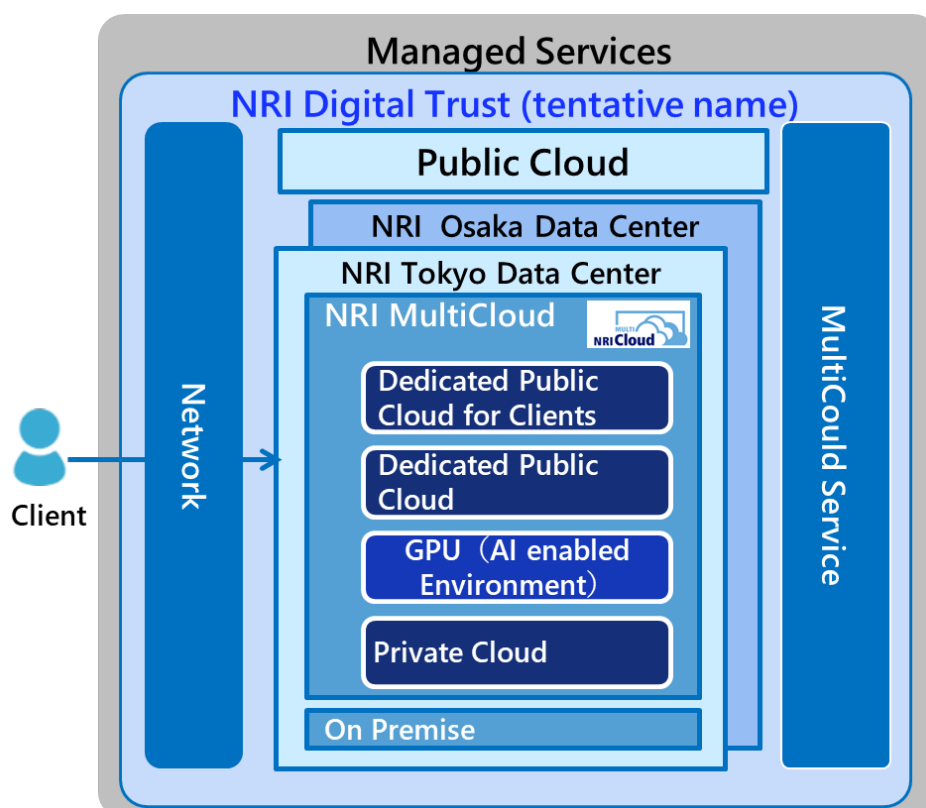 Managed Services
NRI Digital Trust (tentative name)
Public Cloud
NRI Osaka Data Center
NRI Tokyo Data Center
NRI MultiCloud
MULTI
NRI Cloud
Dedicated Public
Cloud for Clients
Dedicated Public
Cloud
GPU（AI enabled
Environment）
Private Cloud
On Premise
Network
MultiCould Service
Client